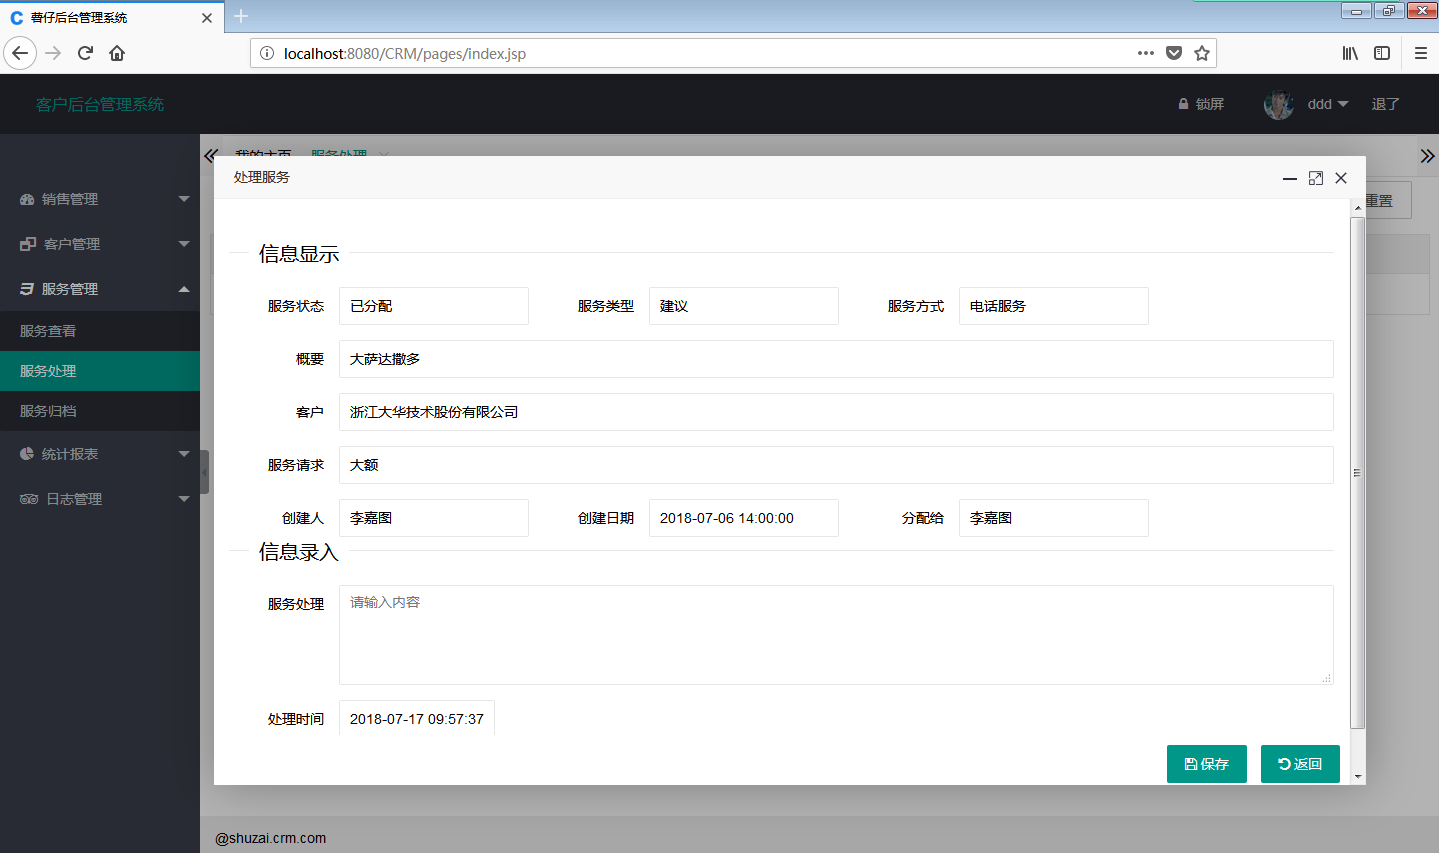 蒈仔后台管理系统
localhost:8080/CRM/pages/index.jsp
客户后台管理系统
锁屏
ddd
退了
我的主页
服务处理
销售管理
客户管理
服务管理
服务查看
服务处理
服务归档
统计报表
日志管理
重置
处理服务
信息显示
服务状态 已分配 服务类型 建议 服务方式 电话服务
概要 大萨达撒多
客户 浙江大华技术股份有限公司
服务请求 大额
创建人 李嘉图 创建日期 2018-07-06 14:00:00 分配给 李嘉图
信息录入
服务处理 请输入内容
处理时间 2018-07-17 09:57:37
保存 返回
@shuzai.crm.com